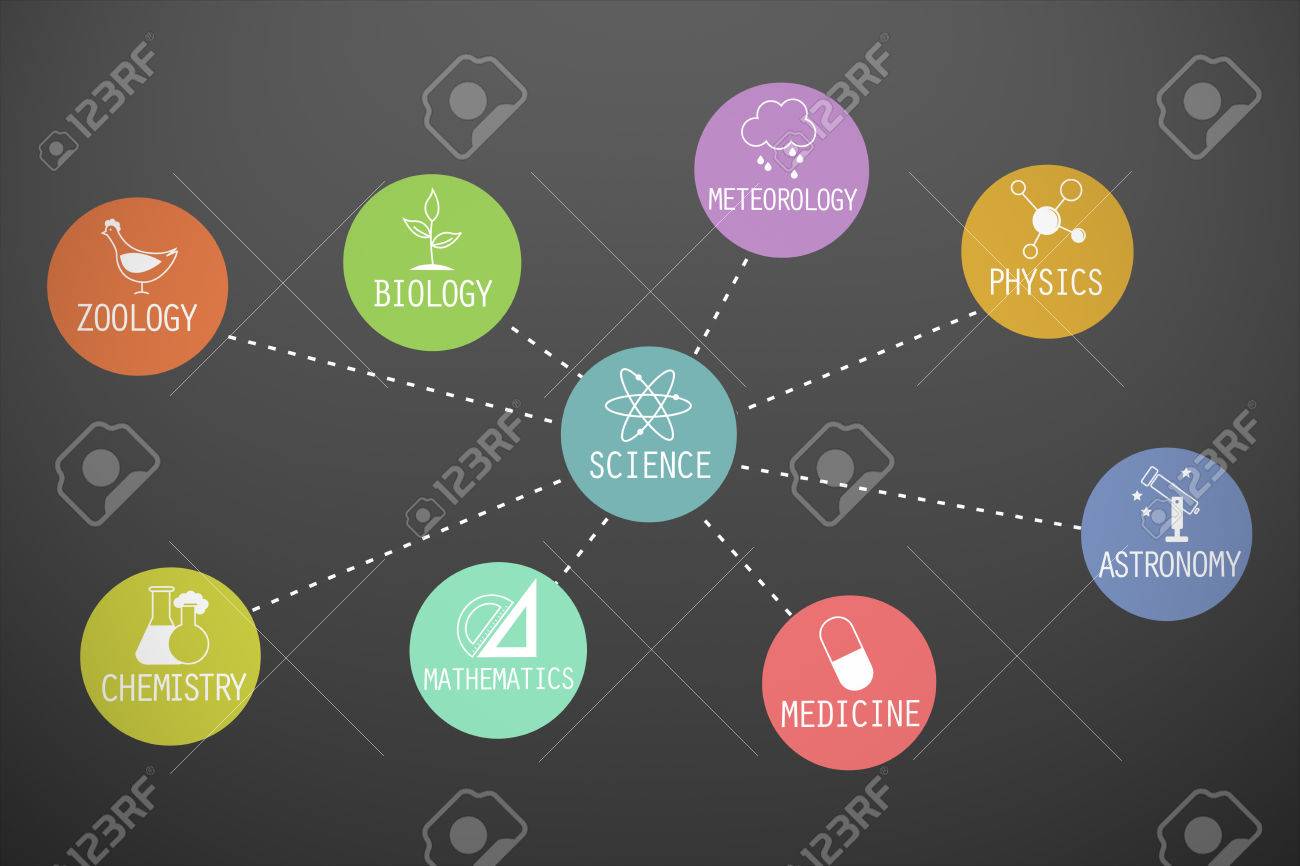 123RF
123RF
METEOROLOGY
ZOOLOGY
BIOLOGY
PHYSICS
SCIENCE
123RF
123RF
ASTRONOMY
CHEMISTRY
MATHEMATICS
MEDICINE
123RF
123RF